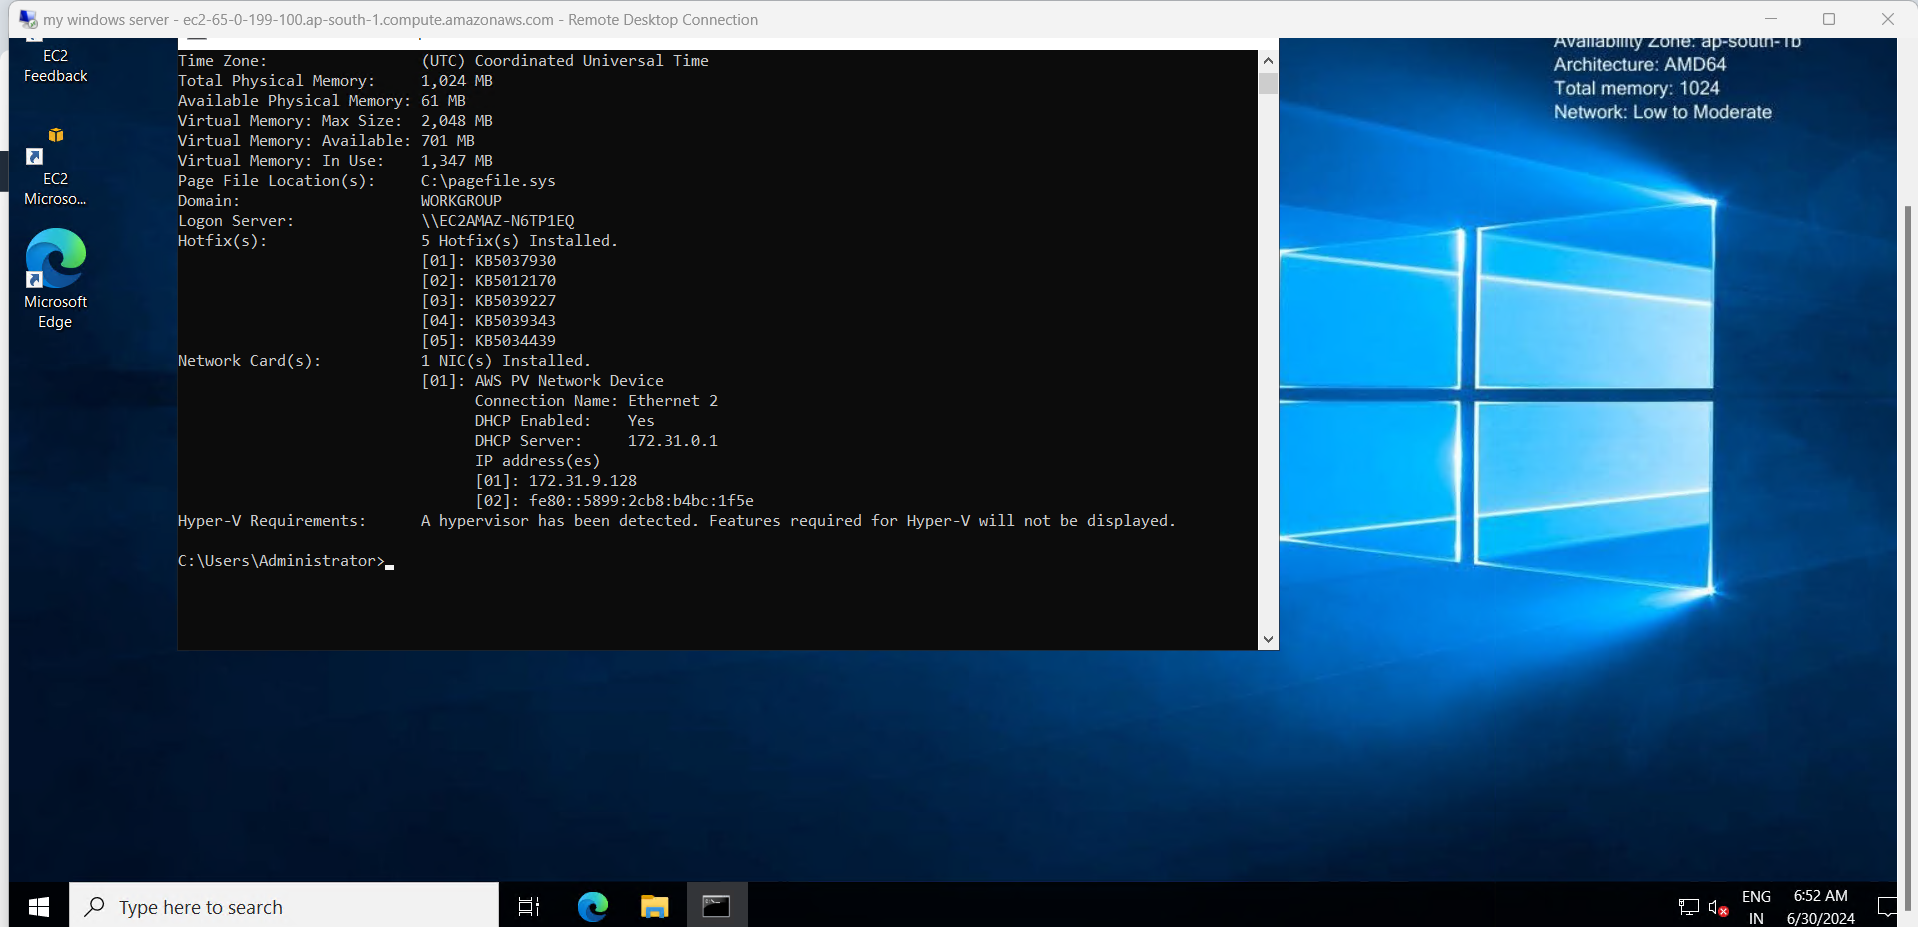 my windows server - ec2-65-0-199-100.ap-south-1.compute.amazonaws.com - Remote Desktop Connection
EC2
Feedback
EC2
Microso...
Microsoft
Edge
Time Zone: (UTC) Coordinated Universal Time
Total Physical Memory: 1,024 MB
Available Physical Memory: 61 MB
Virtual Memory: Max Size: 2,048 MB
Virtual Memory: Available: 701 MB
Virtual Memory: In Use: 1,347 MB
Page File Location(s): C:\pagefile.sys
Domain: WORKGROUP
Logon Server: \\EC2AMAZ-N6TP1EQ
Hotfix(s): 5 Hotfix(s) Installed.
[01]: KB5037930
[02]: KB5012170
[03]: KB5039227
[04]: KB5039343
[05]: KB5034439
Network Card(s): 1 NIC(s) Installed.
[01]: AWS PV Network Device
Connection Name: Ethernet 2
DHCP Enabled: Yes
DHCP Server: 172.31.0.1
IP address(es)
[01]: 172.31.9.128
[02]: fe80::5899:2cb8:b4bc:1f5e
Hyper-V Requirements: A hypervisor has been detected. Features required for Hyper-V will not be displayed.
C:\Users\Administrator>
Availability Zone: ap-south-1b
Architecture: AMD64
Total memory: 1024
Network: Low to Moderate
Type here to search
ENG
IN
6:52 AM
6/30/2024